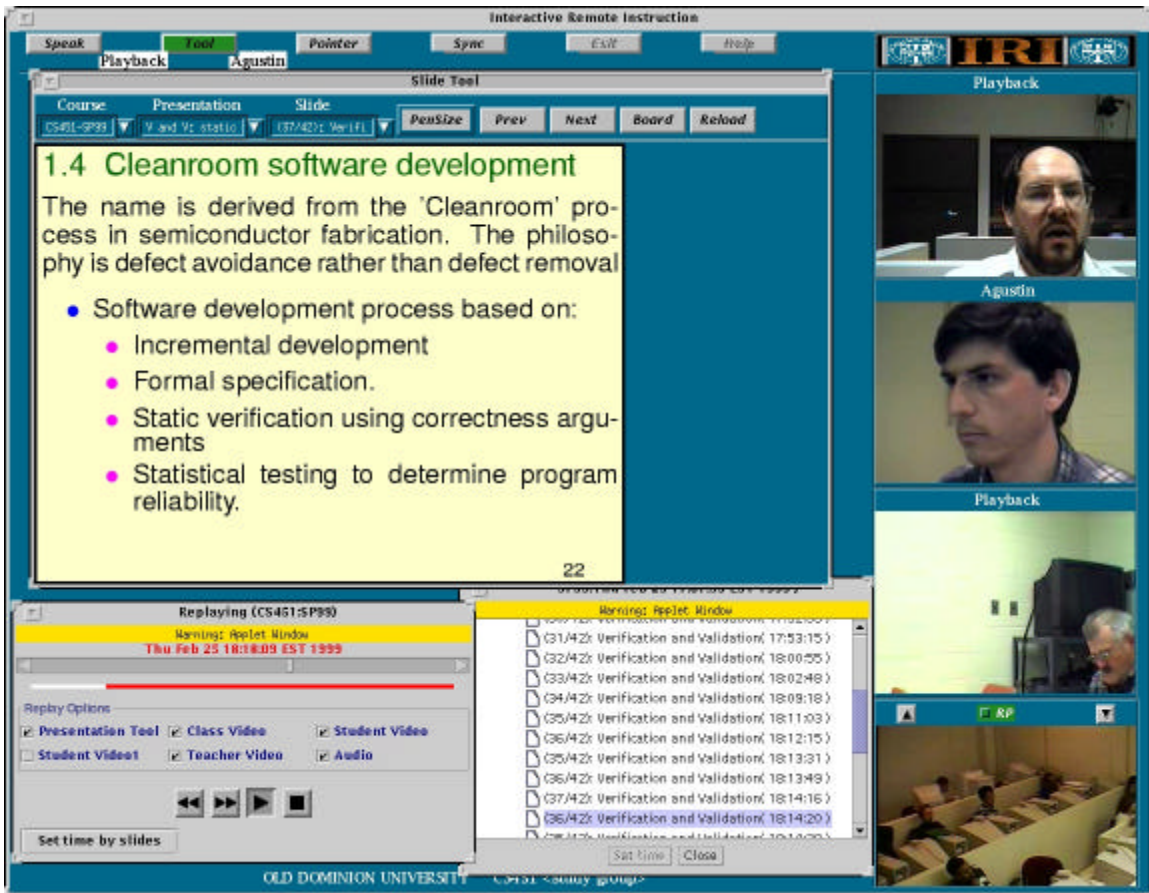 Interactive Remote Instruction
Speak Tool Pointer Sync Exit Help
Playback Agustin
IRI
Slide Tool
Course Presentation Slide
CS451-SP99 V and V: static (37/42): Verifi PenSize Prev Next Board Reload
1.4 Cleanroom software development
The name is derived from the 'Cleanroom' pro-
cess in semiconductor fabrication. The philoso-
phy is defect avoidance rather than defect removal
Software development process based on:
Incremental development
Formal specification.
Static verification using correctness argu-
ments
Statistical testing to determine program
reliability.
22
Playback
Agustin
Playback
RP
Replaying (CS451:SP99)
Warning: Applet Window
Thu Feb 25 18:18:09 EST 1999
Replay Options
Presentation Tool Class Video Student Video
Student Video1 Teacher Video Audio
Set time by slides
Warning: Applet Window
(31/42): Verification and Validation( 17:53:15 )
(32/42): Verification and Validation( 18:00:55 )
(33/42): Verification and Validation( 18:02:48 )
(34/42): Verification and Validation( 18:09:18 )
(35/42): Verification and Validation( 18:11:03 )
(36/42): Verification and Validation( 18:12:15 )
(35/42): Verification and Validation( 18:13:31 )
(36/42): Verification and Validation( 18:13:49 )
(37/42): Verification and Validation( 18:14:16 )
(36/42): Verification and Validation( 18:14:20 )
Set time Close
OLD DOMINION UNIVERSITY CS451 <study group>